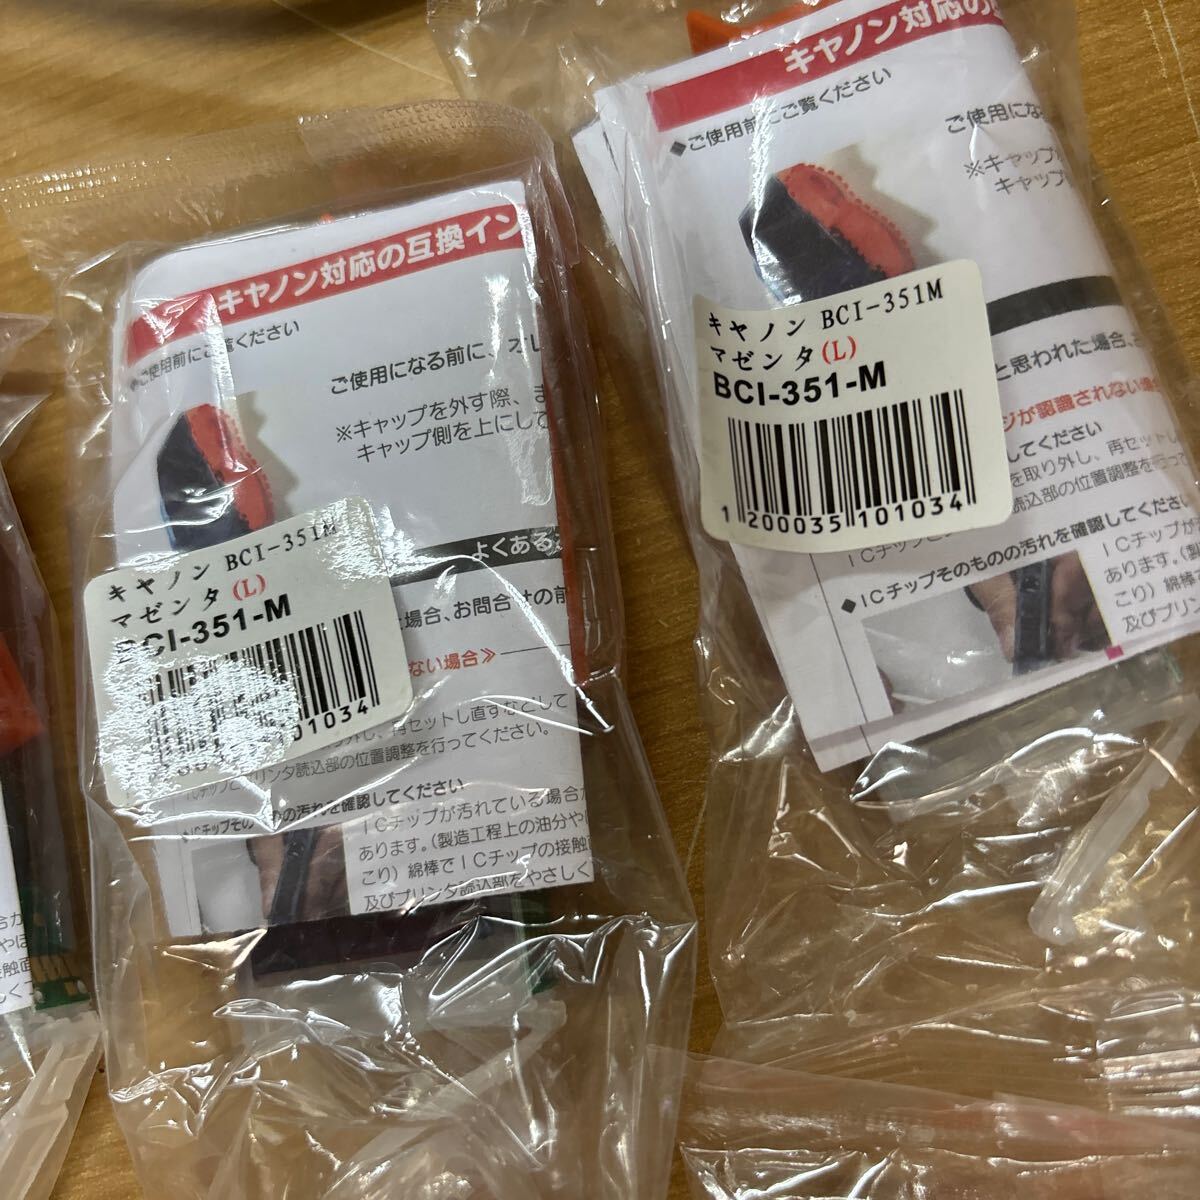 キヤノン対応の互換イン
◆ご使用前にご覧ください
ご使用になる前に、オレ
※キャップを外す際、ま
キャップ側を上にして
よくある
キヤノン BCI-351M
マゼンタ(L)
BCI-351-M
101034
場合、お問合せの前
ない場合≫
再セットし直すなどして
ICチップとプリンタ読込部の位置調整を行ってください。
の汚れを確認してください
ICチップが汚れている場合が
あります。(製造工程上の油分や
こり)綿棒でICチップの接触
及びプリンタ読込部をやさしく
キヤノン対応の
◆ご使用前にご覧ください
ご使用にな
※キャップ
キャップ
キヤノン BCI-351M
マゼンタ(L)
BCI-351-M
1 200035 101034
と思われた場合、
ジが認識されない場合
してください
を取り外し、再セットし
読込部の位置調整を行って
◆ICチップそのものの汚れを確認してください
ICチップが
あります。(製
こり)綿棒
及びプリン